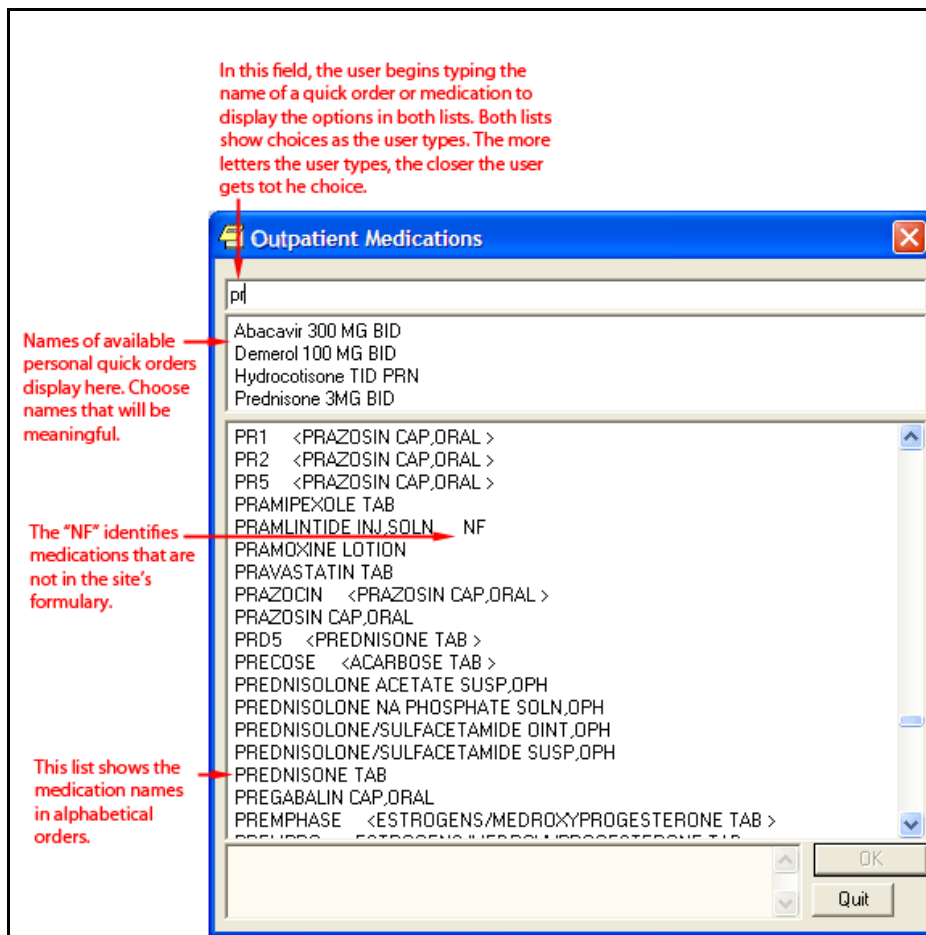 In this field, the user begins typing the
name of a quick order or medication to
display the options in both lists. Both lists
show choices as the user types. The more
letters the user types, the closer the user
gets tot he choice.
Outpatient Medications
pr
Names of available
personal quick orders
display here. Choose
names that will be
meaningful.
Abacavir 300 MG BID
Demerol 100 MG BID
Hydrocotisone TID PRN
Prednisone 3MG BID
PR1 <PRAZOSIN CAP,ORAL >
PR2 <PRAZOSIN CAP,ORAL >
PR5 <PRAZOSIN CAP,ORAL >
PRAMIPEXOLE TAB
PRAMLINTIDE INJ,SOLN NF
PRAMOXINE LOTION
PRAVASTATIN TAB
PRAZOCIN <PRAZOSIN CAP,ORAL >
PRAZOSIN CAP,ORAL
PRD5 <PREDNISONE TAB >
PRECOSE <ACARBOSE TAB >
PREDNISOLONE ACETATE SUSP,OPH
PREDNISOLONE NA PHOSPHATE SOLN,OPH
PREDNISOLONE/SULFACETAMIDE OINT,OPH
PREDNISOLONE/SULFACETAMIDE SUSP,OPH
PREDNISONE TAB
PREGABALIN CAP,ORAL
PREMPHASE <ESTROGENS/MEDROXYPROGESTERONE TAB >
The “NF” identifies
medications that are
not in the site’s
formulary.
This list shows the
medication names
in alphabetical
orders.
OK
Quit